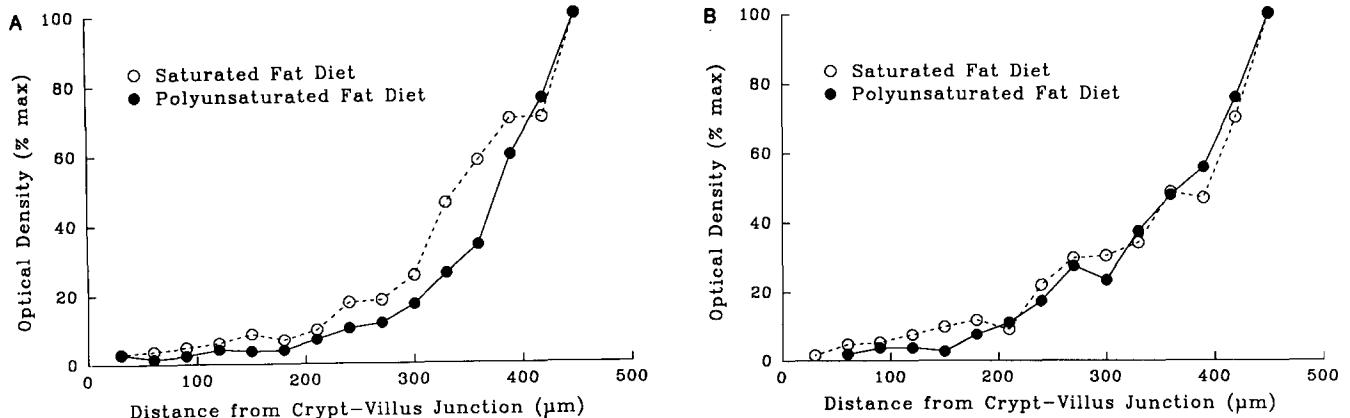 A
100
80
60
40
20
0
Optical Density (% max)
○ Saturated Fat Diet
● Polyunsaturated Fat Diet
0 100 200 300 400 500
Distance from Crypt-Villus Junction (μm)
B
100
80
60
40
20
0
Optical Density (% max)
○ Saturated Fat Diet
● Polyunsaturated Fat Diet
0 100 200 300 400 500
Distance from Crypt-Villus Junction (μm)